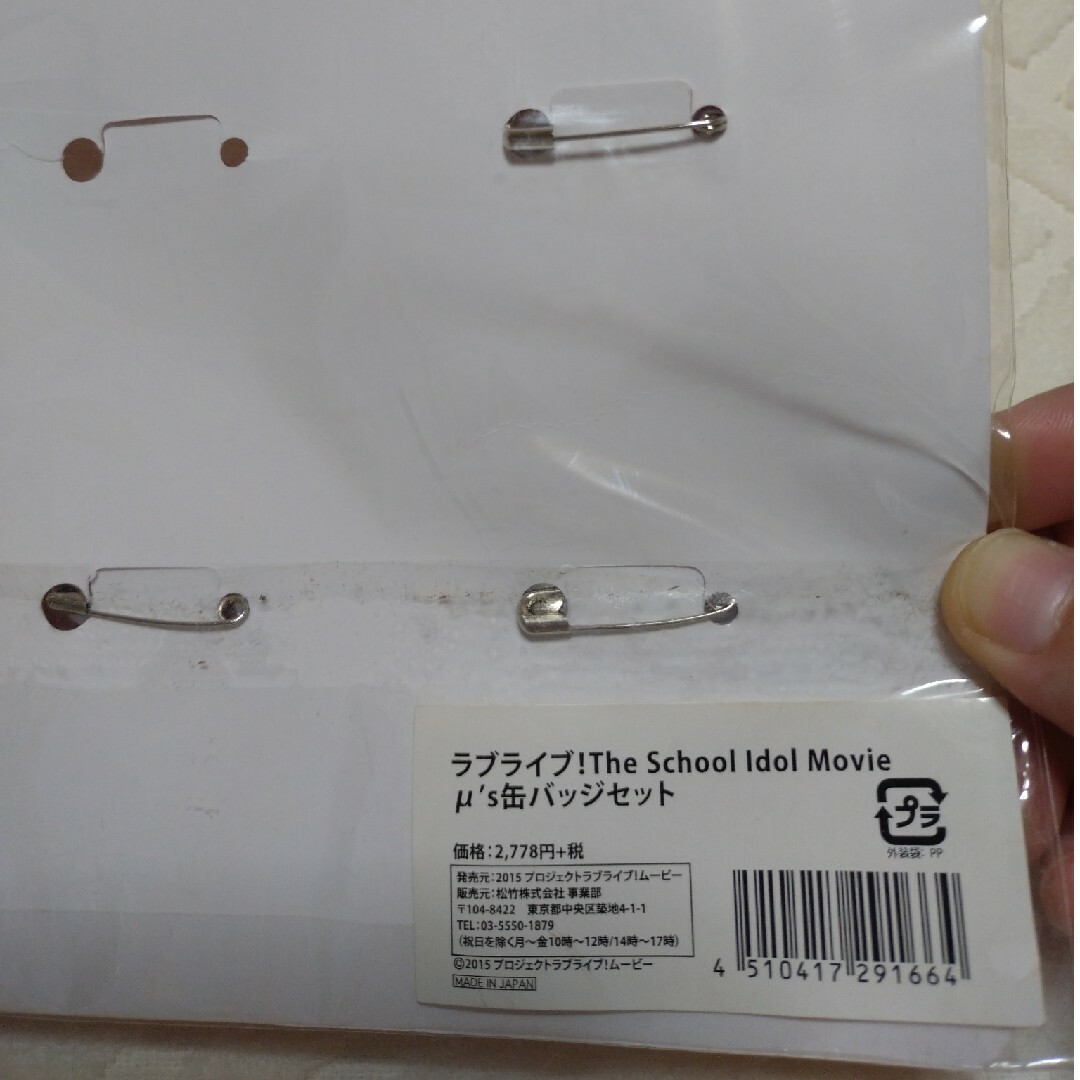 ラブライブ!The School Idol Movie
μ's缶バッジセット
プラ
外装袋: PP
価格:2,778円+税
発売元:2015 プロジェクトラブライブ!ムービー
販売元:松竹株式会社 事業部
〒104-8422 東京都中央区築地4-1-1
TEL:03-5550-1879
(祝日を除く月～金10時～12時/14時～17時)
©2015 プロジェクトラブライブ!ムービー
MADE IN JAPAN
4 510417 291664